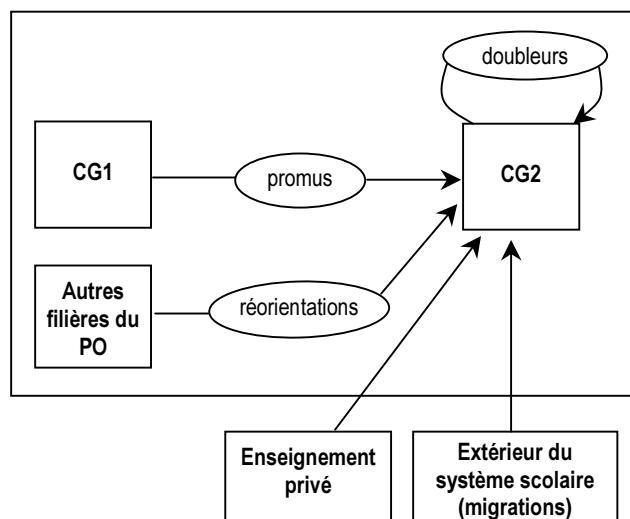 doubleurs
CG1
promus
CG2
Autres
filières du
PO
réorientations
Enseignement
privé
Extérieur du
système scolaire
(migrations)